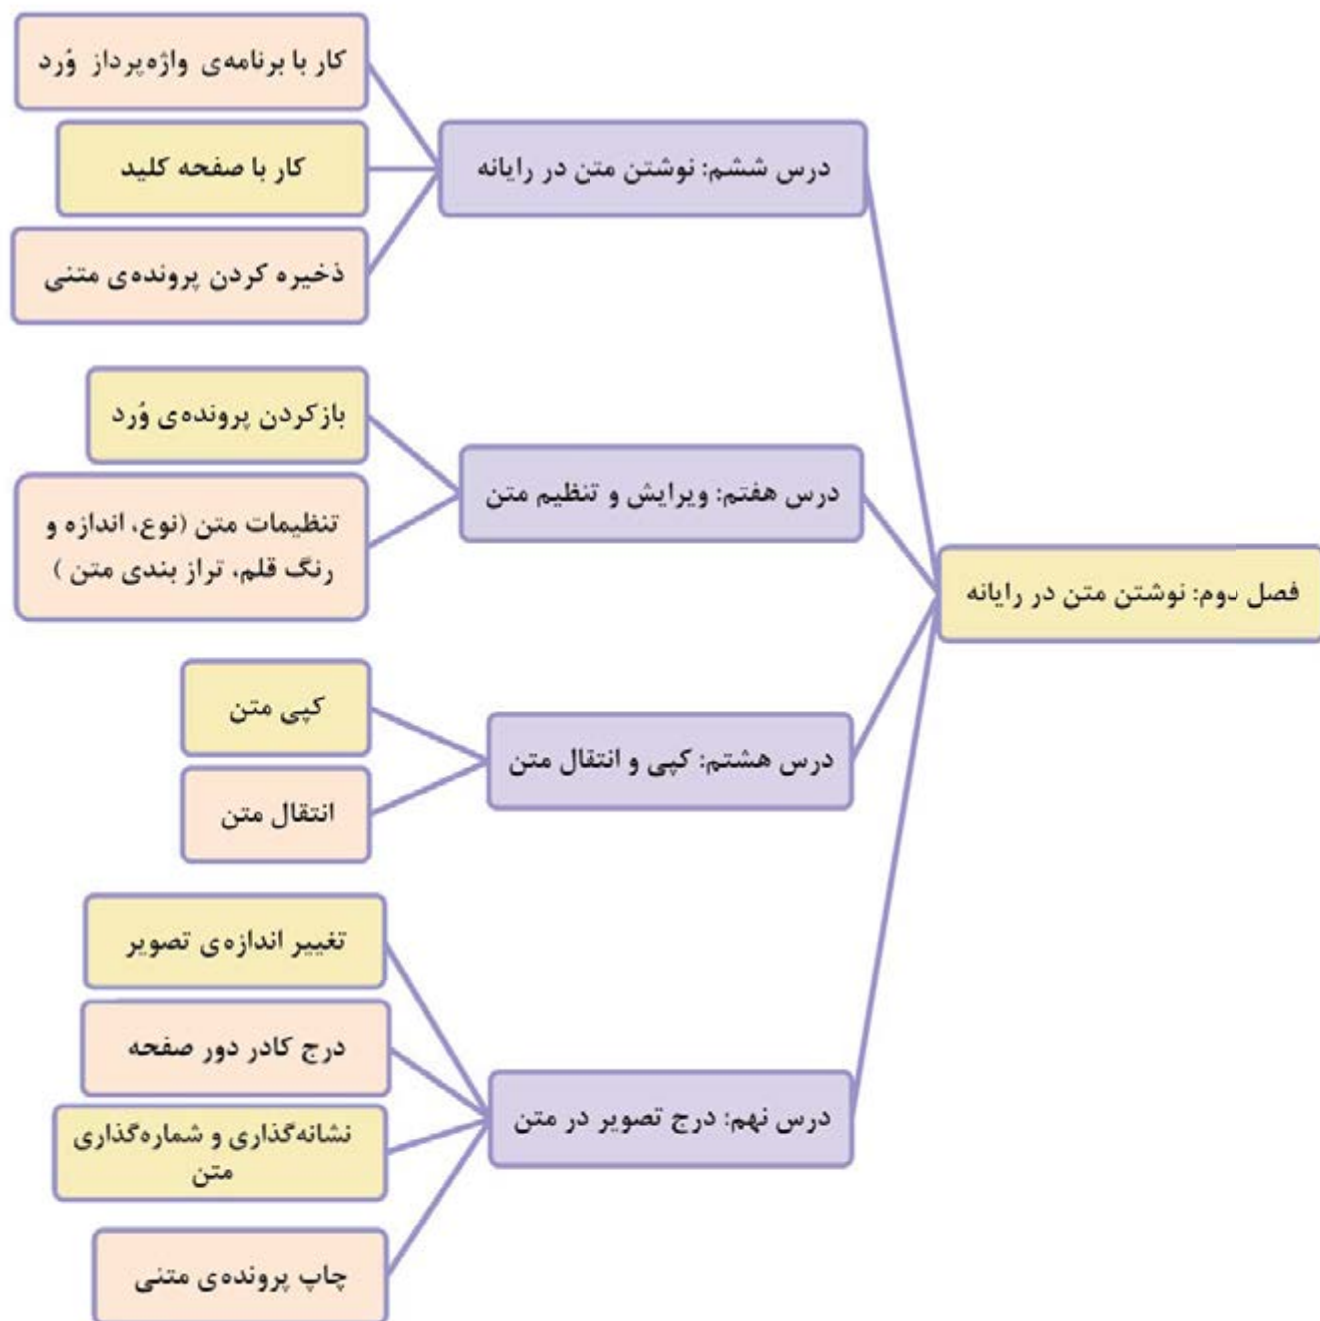 فصل دوم: نوشتن متن در رایانه
درس ششم: نوشتن متن در رایانه
کار با برنامه‌ی واژه‌پرداز وُرد
کار با صفحه کلید
ذخیره کردن پرونده‌ی متنی
درس هفتم: ویرایش و تنظیم متن
بازکردن پرونده‌ی وُرد
تنظیمات متن (نوع، اندازه و
رنگ قلم، تراز بندی متن )
درس هشتم: کپی و انتقال متن
کپی متن
انتقال متن
درس نهم: درج تصویر در متن
تغییر اندازه‌ی تصویر
درج کادر دور صفحه
نشانه‌گذاری و شماره‌گذاری
متن
چاپ پرونده‌ی متنی